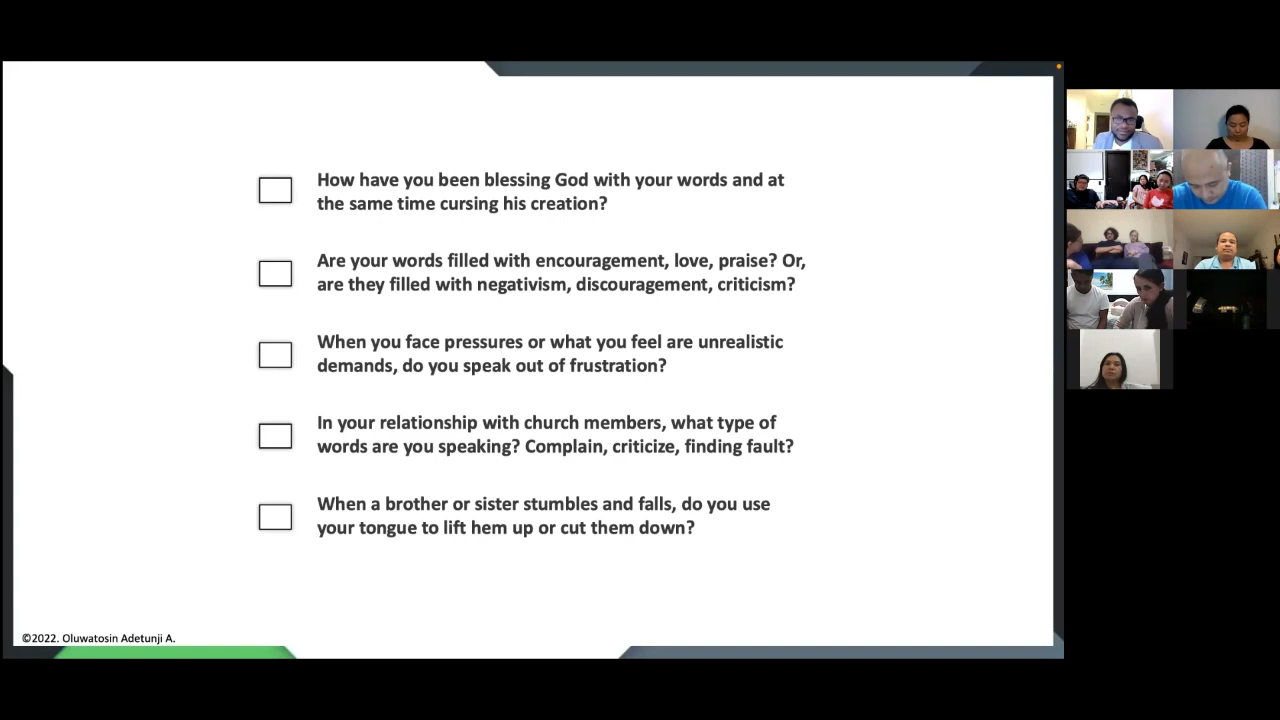 How have you been blessing God with your words and at
the same time cursing his creation?
Are your words filled with encouragement, love, praise? Or,
are they filled with negativism, discouragement, criticism?
When you face pressures or what you feel are unrealistic
demands, do you speak out of frustration?
In your relationship with church members, what type of
words are you speaking? Complain, criticize, finding fault?
When a brother or sister stumbles and falls, do you use
your tongue to lift hem up or cut them down?
©2022. Oluwatosin Adetunji A.